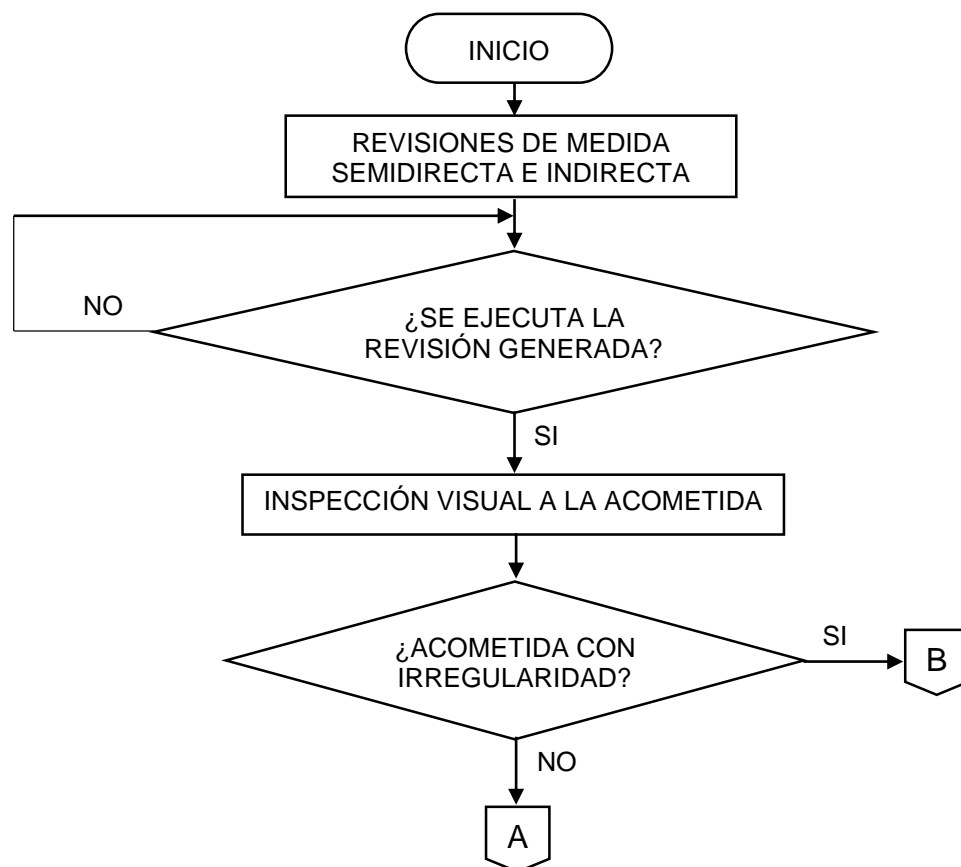 INICIO
REVISIONES DE MEDIDA
SEMIDIRECTA E INDIRECTA
NO
¿SE EJECUTA LA
REVISIÓN GENERADA?
SI
INSPECCIÓN VISUAL A LA ACOMETIDA
¿ACOMETIDA CON
IRREGULARIDAD?
SI
B
NO
A